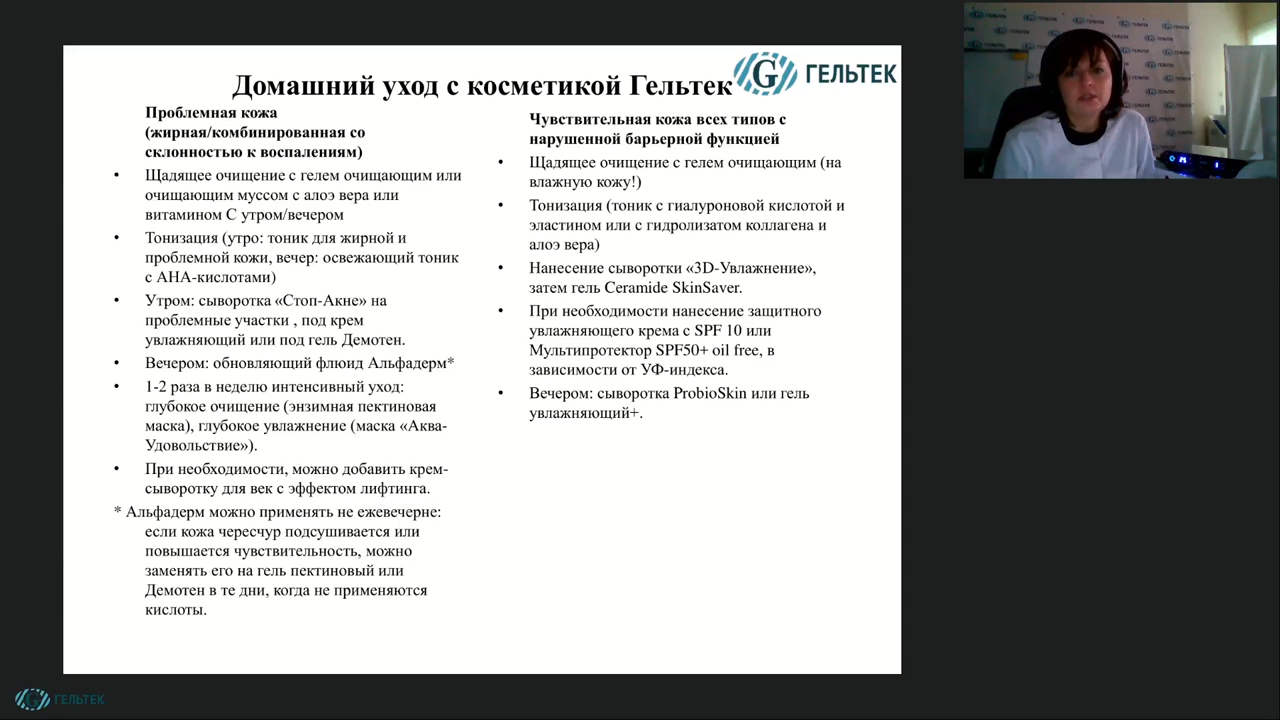 Домашний уход с косметикой Гельтек
ГЕЛЬТЕК
Проблемная кожа
(жирная/комбинированная со
склонностью к воспалениям)
• Щадящее очищение с гелем очищающим или
очищающим муссом с алоэ вера или
витамином С утром/вечером
• Тонизация (утро: тоник для жирной и
проблемной кожи, вечер: освежающий тоник
с АНА-кислотами)
• Утром: сыворотка «Стоп-Акне» на
проблемные участки , под крем
увлажняющий или под гель Демотен.
• Вечером: обновляющий флюид Альфадерм*
• 1-2 раза в неделю интенсивный уход:
глубокое очищение (энзимная пектиновая
маска), глубокое увлажнение (маска «Аква-
Удовольствие»).
• При необходимости, можно добавить крем-
сыворотку для век с эффектом лифтинга.
* Альфадерм можно применять не ежевечерне:
если кожа чересчур подсушивается или
повышается чувствительность, можно
заменять его на гель пектиновый или
Демотен в те дни, когда не применяются
кислоты.
Чувствительная кожа всех типов с
нарушенной барьерной функцией
• Щадящее очищение с гелем очищающим (на
влажную кожу!)
• Тонизация (тоник с гиалуроновой кислотой и
эластином или с гидролизатом коллагена и
алоэ вера)
• Нанесение сыворотки «3D-Увлажнение»,
затем гель Ceramide SkinSaver.
• При необходимости нанесение защитного
увлажняющего крема с SPF 10 или
Мультипротектор SPF50+ oil free, в
зависимости от УФ-индекса.
• Вечером: сыворотка ProbioSkin или гель
увлажняющий+.
ГЕЛЬТЕК